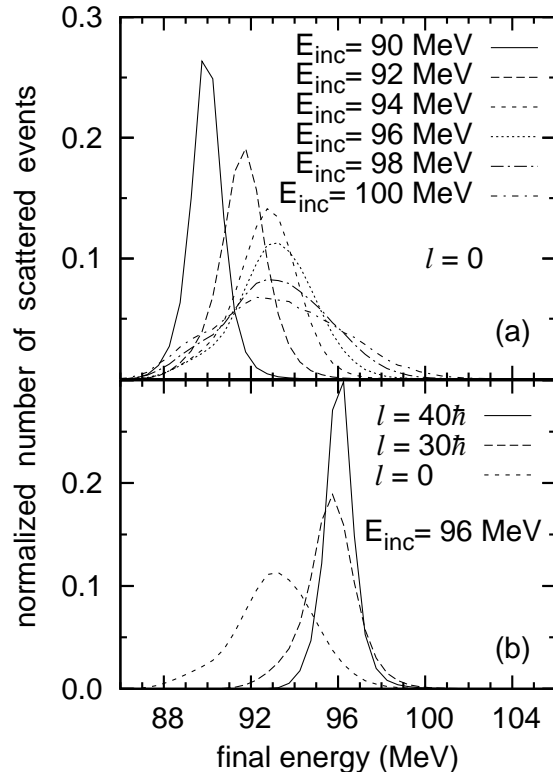 normalized number of scattered events
0.3
0.2
0.1
E_inc= 90 MeV
E_inc= 92 MeV
E_inc= 94 MeV
E_inc= 96 MeV
E_inc= 98 MeV
E_inc= 100 MeV
l = 0
(a)
0.2
0.1
0.0
l = 40ħ
l = 30ħ
l = 0
E_inc= 96 MeV
(b)
88 92 96 100 104
final energy (MeV)